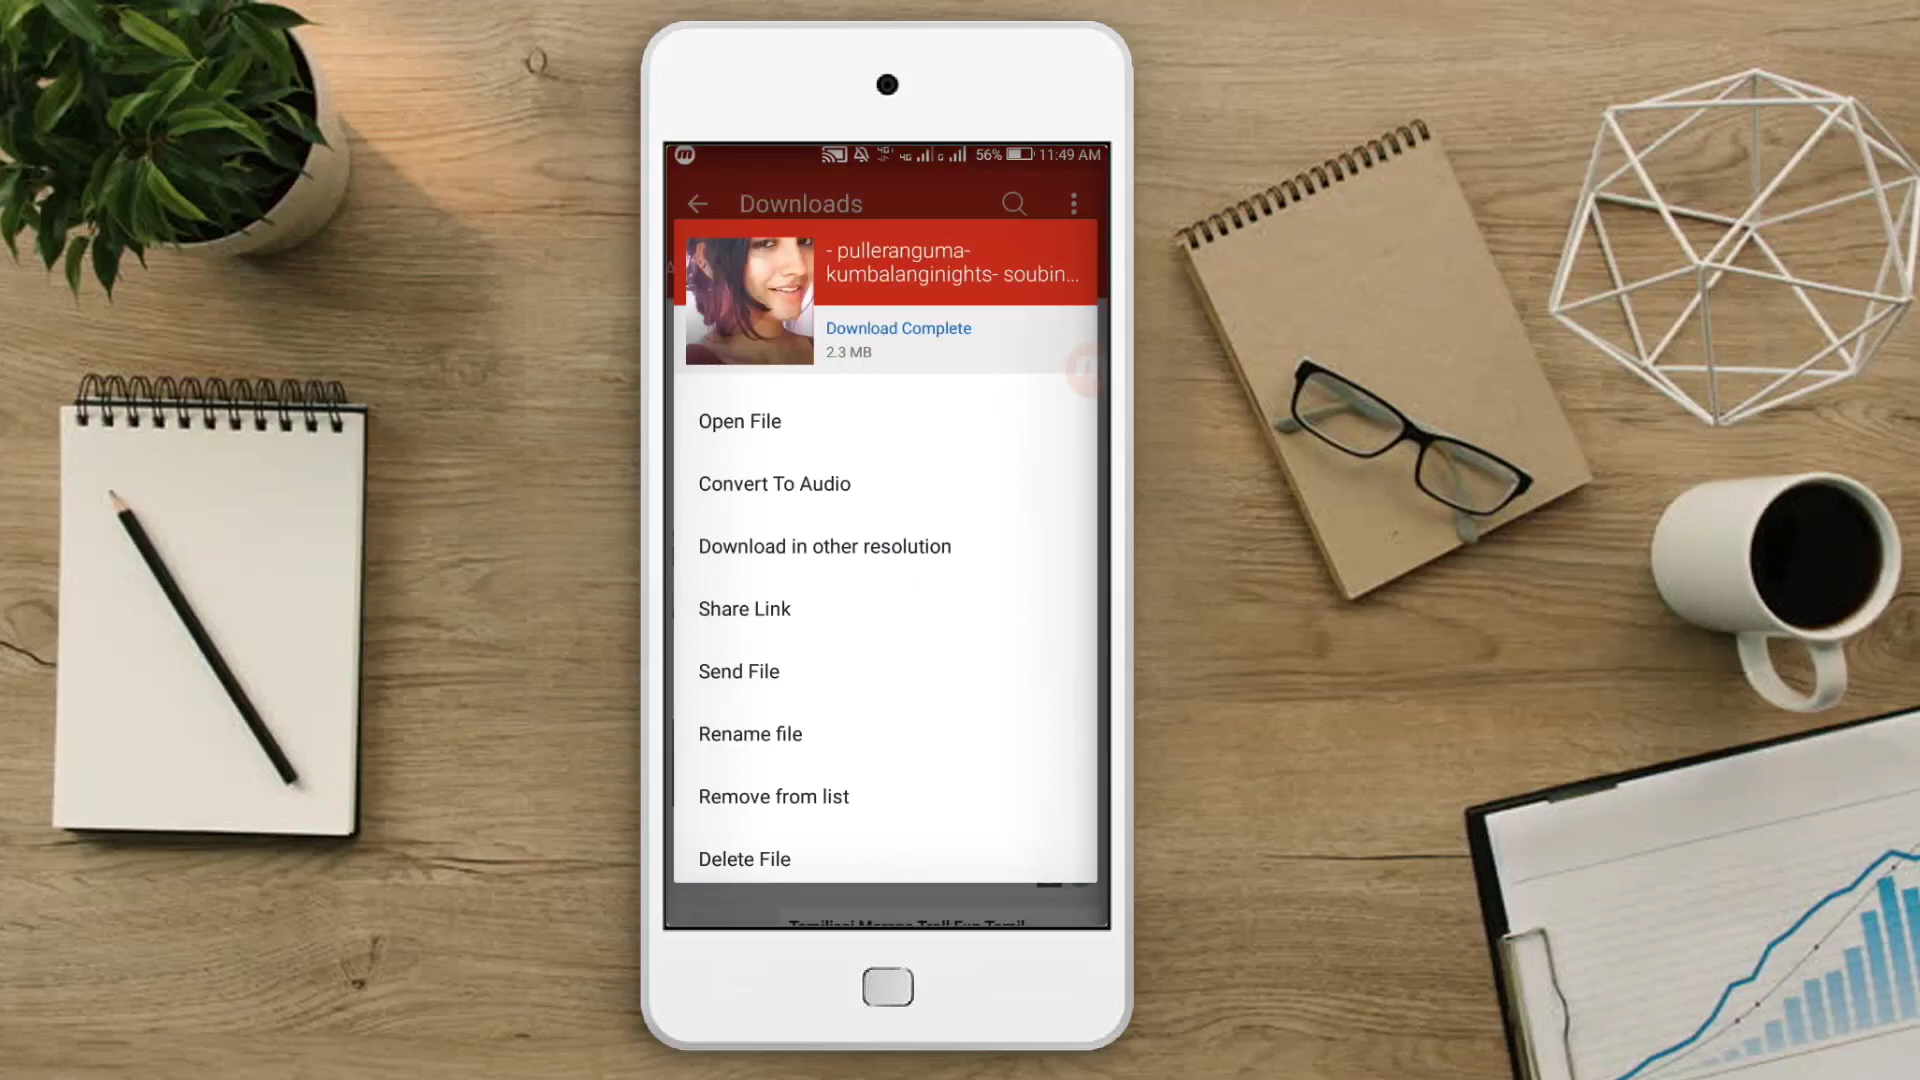 56% 11:49 AM
Downloads
- pulleranguma-
kumbalanginights- soubin...
Download Complete
2.3 MB
Open File
Convert To Audio
Download in other resolution
Share Link
Send File
Rename file
Remove from list
Delete File